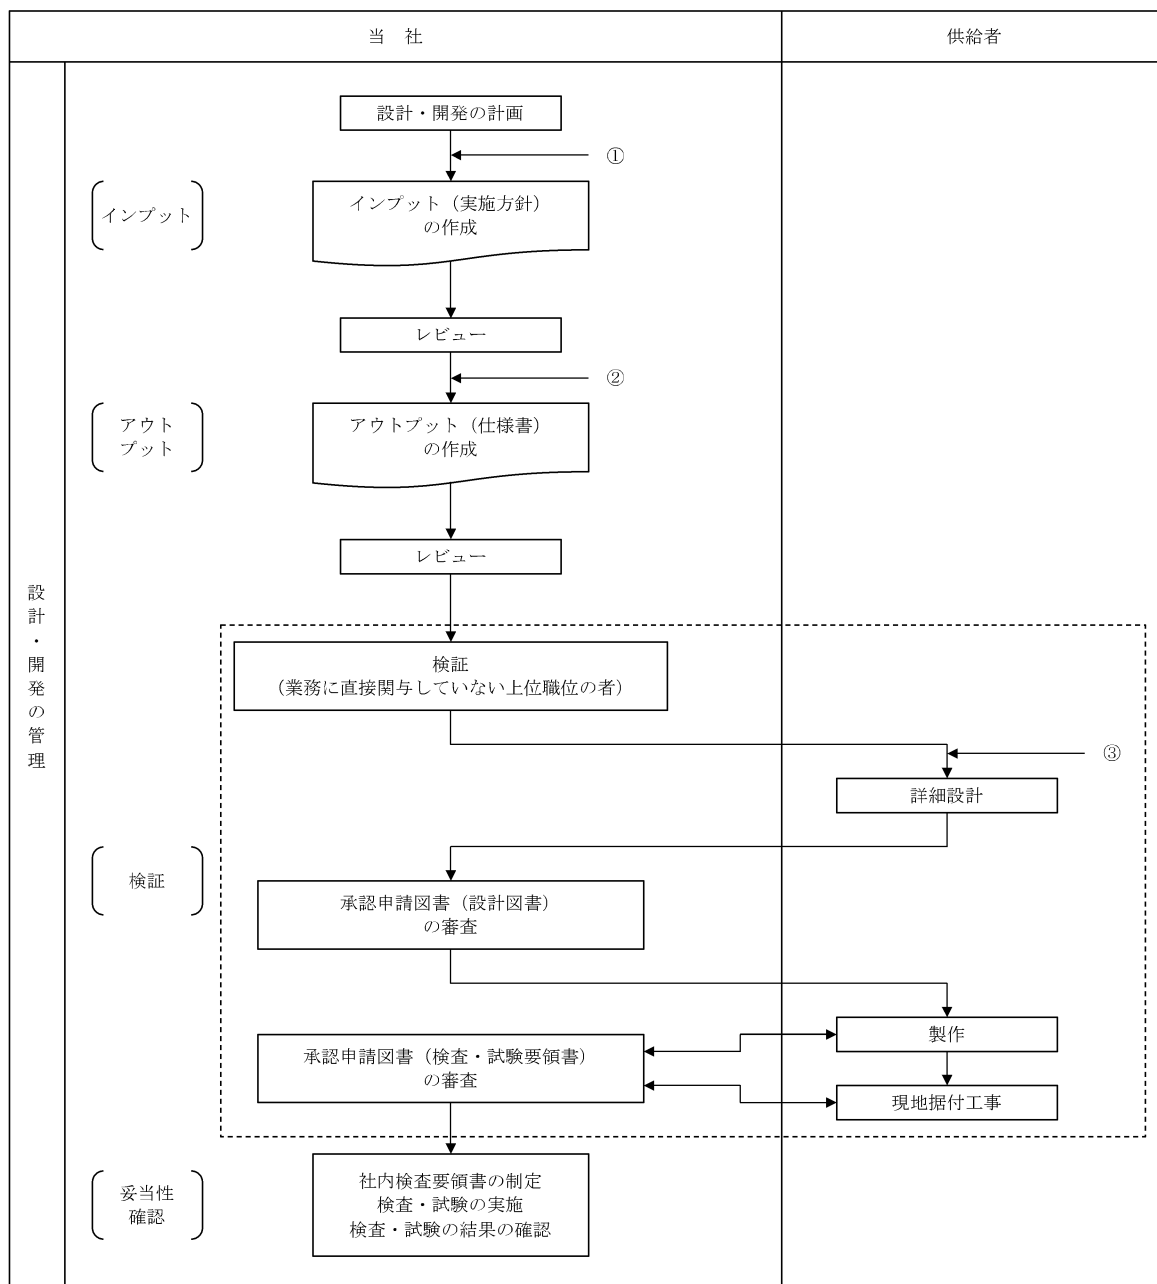 当　社
供給者
設計・開発の計画
①
インプット
インプット（実施方針）
の作成
レビュー
②
アウト
プット
アウトプット（仕様書）
の作成
レビュー
設計・開発の管理
検証
（業務に直接関与していない上位職位の者）
③
詳細設計
検証
承認申請図書（設計図書）
の審査
製作
承認申請図書（検査・試験要領書）
の審査
現地据付工事
妥当性
確認
社内検査要領書の制定
検査・試験の実施
検査・試験の結果の確認